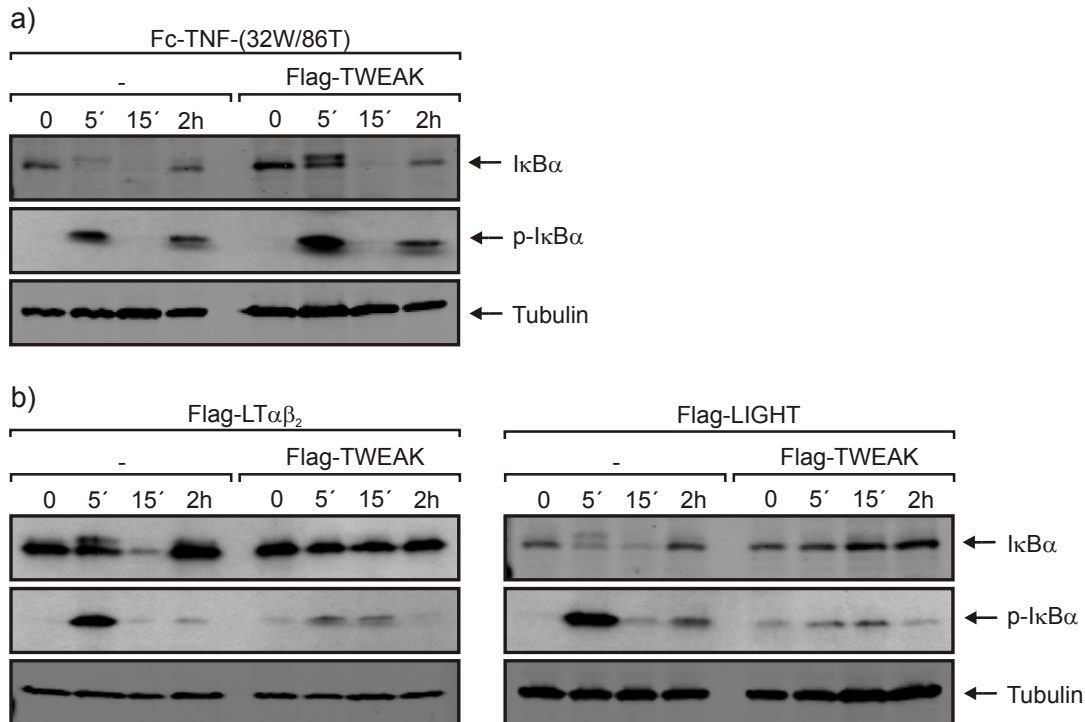 a)
Fc-TNF-(32W/86T)
- Flag-TWEAK
0 5´ 15´ 2h 0 5´ 15´ 2h
IκBα
p-IκBα
Tubulin
b)
Flag-LTαβ₂
- Flag-TWEAK
0 5´ 15´ 2h 0 5´ 15´ 2h
Flag-LIGHT
- Flag-TWEAK
0 5´ 15´ 2h 0 5´ 15´ 2h
IκBα
p-IκBα
Tubulin